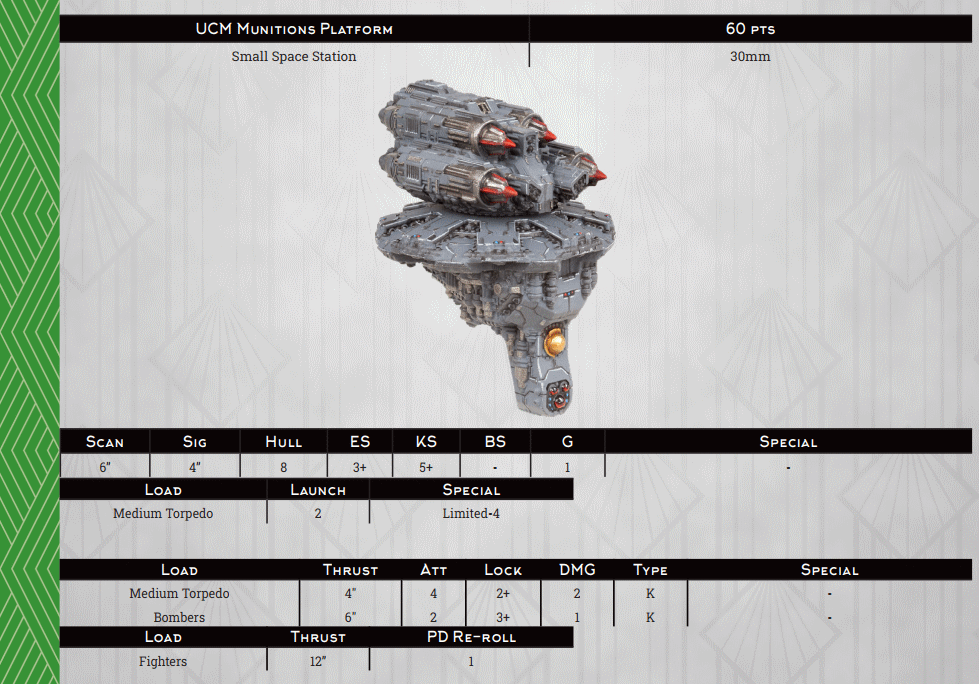 UCM Munitions Platform 60 pts
Small Space Station 30mm
Scan Sig Hull ES KS BS G Special
6" 4" 8 3+ 5+ - 1 -
Load Launch Special
Medium Torpedo 2 Limited-4
Load Thrust Att Lock DMG Type Special
Medium Torpedo 4" 4 2+ 2 K -
Bombers 6" 2 3+ 1 K -
Load Thrust PD Re-roll
Fighters 12" 1